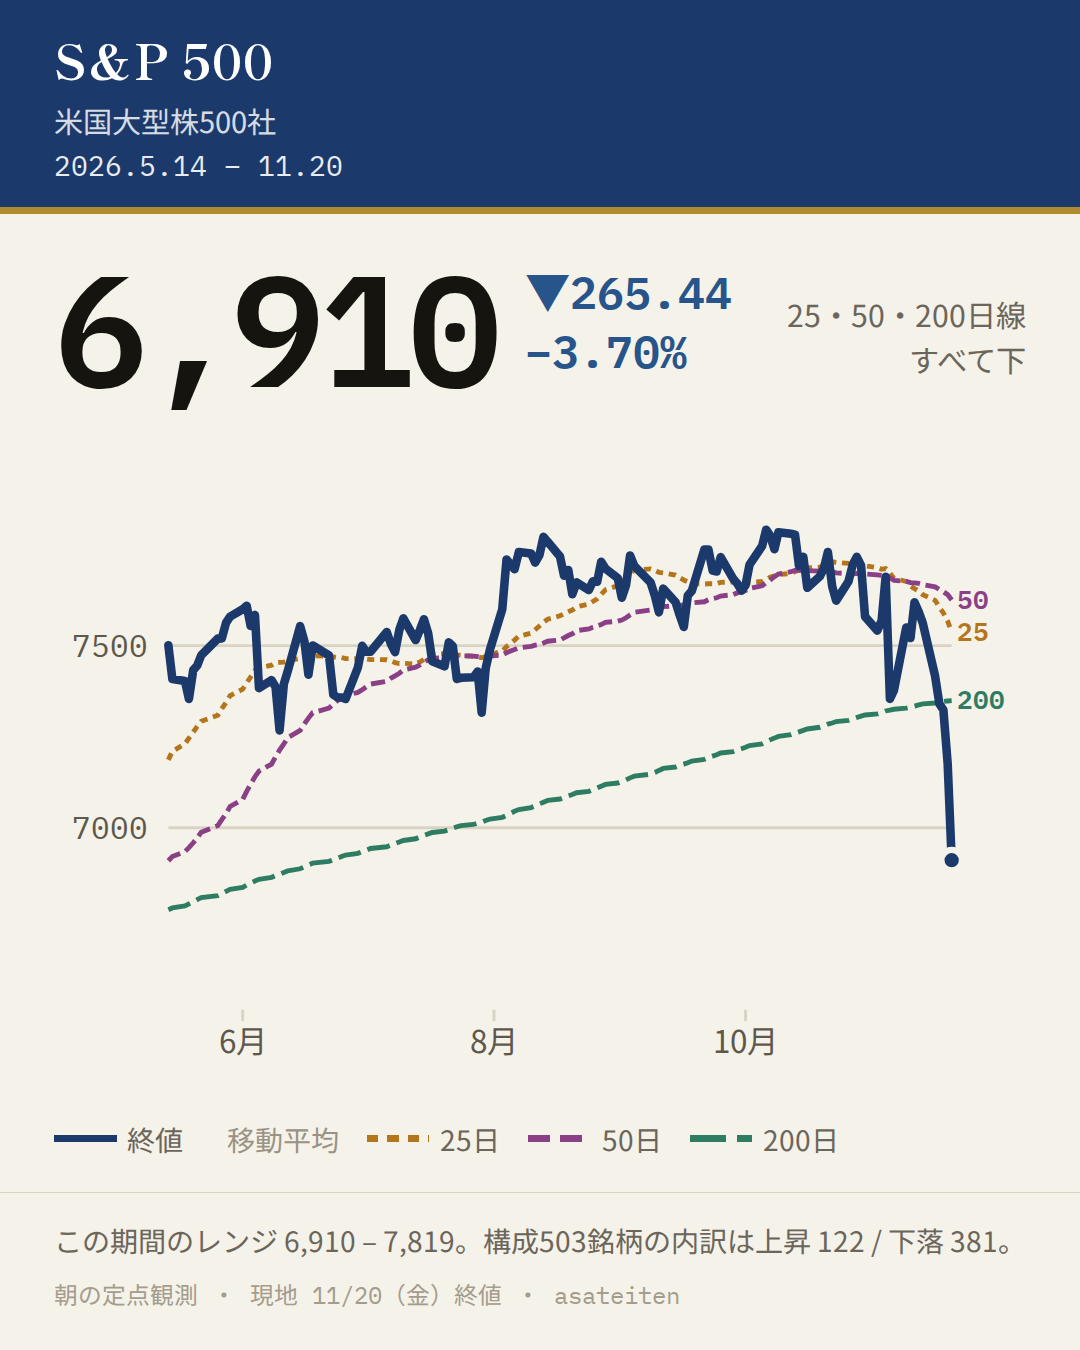 S&P 500
米国大型株500社
2026.5.14 – 11.20
6,910
▼265.44
−3.70%
25・50・200日線
すべて下
50
25
7500
200
7000
6月 8月 10月
終値 移動平均 25日 50日 200日
この期間のレンジ 6,910 – 7,819。構成503銘柄の内訳は上昇 122 / 下落 381。
朝の定点観測 ・ 現地 11/20（金）終値 ・ asateiten